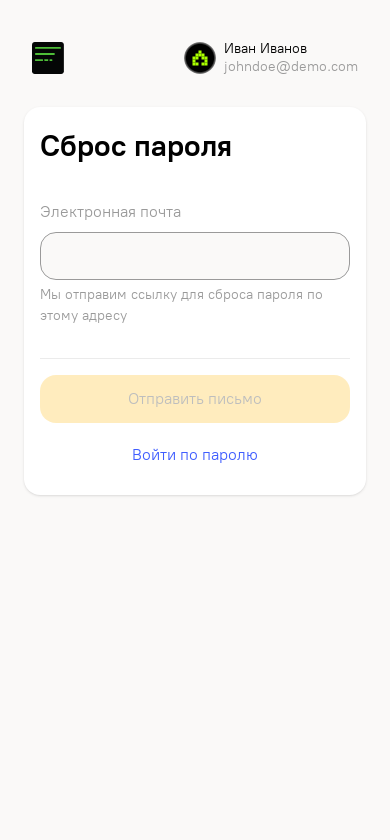 Иван Иванов
johndoe@demo.com
Сброс пароля
Электронная почта
Мы отправим ссылку для сброса пароля по
этому адресу
Отправить письмо
Войти по паролю